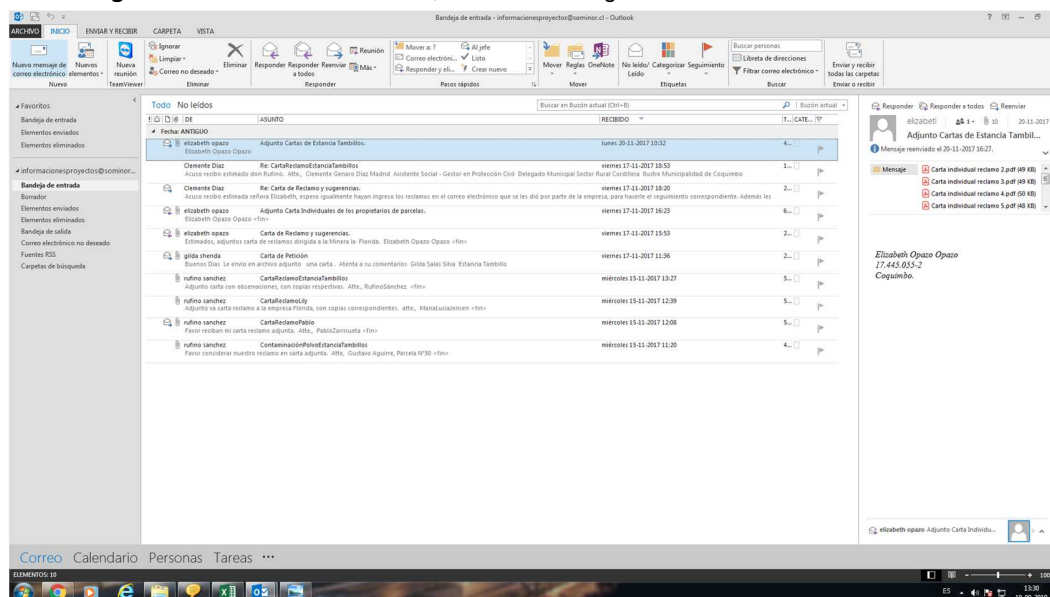 Bandeja de entrada - informacionesproyectos@sominor.cl - Outlook
ARCHIVO INICIO ENVIAR Y RECIBIR CARPETA VISTA
Nuevo mensaje de correo electrónico
Nuevos elementos
Nueva reunión
Ignorar
Limpiar
Correo no deseado
Eliminar
Responder
Responder a todos
Reenviar
Reunión
Más
Mover a: ?
Correo electróni...
Responder y eli...
Al jefe
Listo
Crear nuevo
Mover
Reglas
OneNote
No leído/ Leído
Categorizar
Seguimiento
Buscar personas
Libreta de direcciones
Filtrar correo electrónico
Enviar y recibir todas las carpetas
Nuevo TeamViewer Eliminar Responder Pasos rápidos Mover Etiquetas Buscar Enviar o recibir
Favoritos
Bandeja de entrada
Elementos enviados
Elementos eliminados
informacionesproyectos@sominor...
Bandeja de entrada
Borrador
Elementos enviados
Elementos eliminados
Bandeja de salida
Correo electrónico no deseado
Fuentes RSS
Carpetas de búsqueda
Todo No leídos
Buscar en Buzón actual (Ctrl+B)
Buzón actual
DE ASUNTO RECIBIDO T... CATE...
Fecha: ANTIGUO
elizabeth opazo Adjunto Cartas de Estancia Tambillos. lunes 20-11-2017 10:32 4...
Elizabeth Opazo Opazo
Clemente Diaz Re: CartaReclamoEstanciaTambillos viernes 17-11-2017 18:53 1...
Acuso recibo estimado don Rufino. Atte., Clemente Genaro Díaz Madrid Asistente Social - Gestor en Protección Civil Delegado Municipal Sector Rural Cordillera Ilustre Municipalidad de Coquimbo
Clemente Diaz Re: Carta de Reclamo y sugerencias. viernes 17-11-2017 18:20 2...
Acuso recibo estimada señora Elizabeth, espero igualmente hayan ingreso los reclamos en el correo electrónico que se les dió por parte de la empresa, para hacerle el seguimiento correspondiente. Además les
elizabeth opazo Adjunto Carta Individuales de los propietarios de parcelas. viernes 17-11-2017 16:23 6...
Elizabeth Opazo Opazo <fin>
elizabeth opazo Carta de Reclamo y sugerencias. viernes 17-11-2017 15:53 2...
Estimados, adjuntos carta de reclamos dirigida a la Minera la Florida. Elizabeth Opazo Opazo <fin>
gilda shenda Carta de Petición viernes 17-11-2017 11:36 2...
Buenos Dias Le envio en archivo adjunto una carta . Atenta a su comentarios Gilda Salas Silva Estancia Tambillo
rufino sanchez CartaReclamoEstanciaTambillos miércoles 15-11-2017 13:27 5...
Adjunto carta con observaciones, con copias respectivas. Atte., RufinoSánchez <fin>
rufino sanchez CartaReclamoLily miércoles 15-11-2017 12:39 5...
Adjunto va carta reclamo a la empresa Florida, con copias correspondientes. atte., MariaLuciaJensen <fin>
rufino sanchez CartaReclamoPablo miércoles 15-11-2017 12:08 5...
Favor reciban mi carta reclamo adjunta. Atte., PabloZarricueta <fin>
rufino sanchez ContaminaciónPolvoEstanciaTambillos miércoles 15-11-2017 11:20 4...
Favor considerar nuestro reclamo en carta adjunta. Atte, Gustavo Aguirre, Parcela N°30 <fin>
Responder Responder a todos Reenviar
elizabetl 1 10 20-11-2017
Adjunto Cartas de Estancia Tambil...
Mensaje reenviado el 20-11-2017 16:27.
Mensaje
Carta individual reclamo 2.pdf (49 KB)
Carta individual reclamo 3.pdf (49 KB)
Carta individual reclamo 4.pdf (50 KB)
Carta individual reclamo 5.pdf (48 KB)
Elizabeth Opazo Opazo
17.445.055-2
Coquimbo.
elizabeth opazo Adjunto Carta Individu...
Correo Calendario Personas Tareas ...
ELEMENTOS: 10
100
ES 13:30